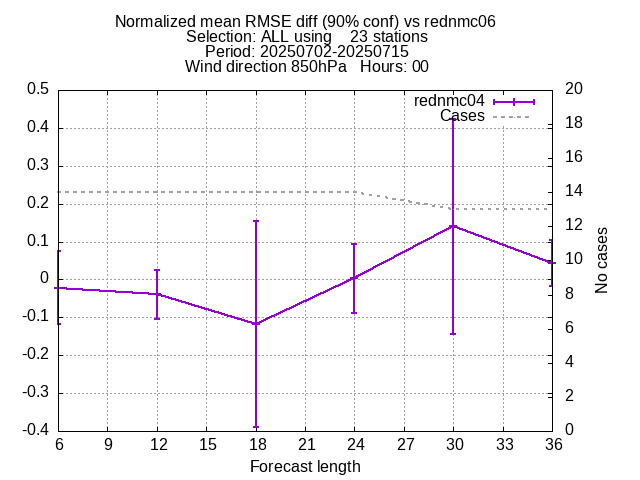 Normalized mean RMSE diff (90% conf) vs rednmc06
Selection: ALL using    23 stations
Period: 20250702-20250715
Wind direction 850hPa   Hours: 00
rednmc04
Cases
0.5
0.4
0.3
0.2
0.1
0
-0.1
-0.2
-0.3
-0.4
20
18
16
14
12
10
8
6
4
2
0
No cases
6 9 12 15 18 21 24 27 30 33 36
Forecast length